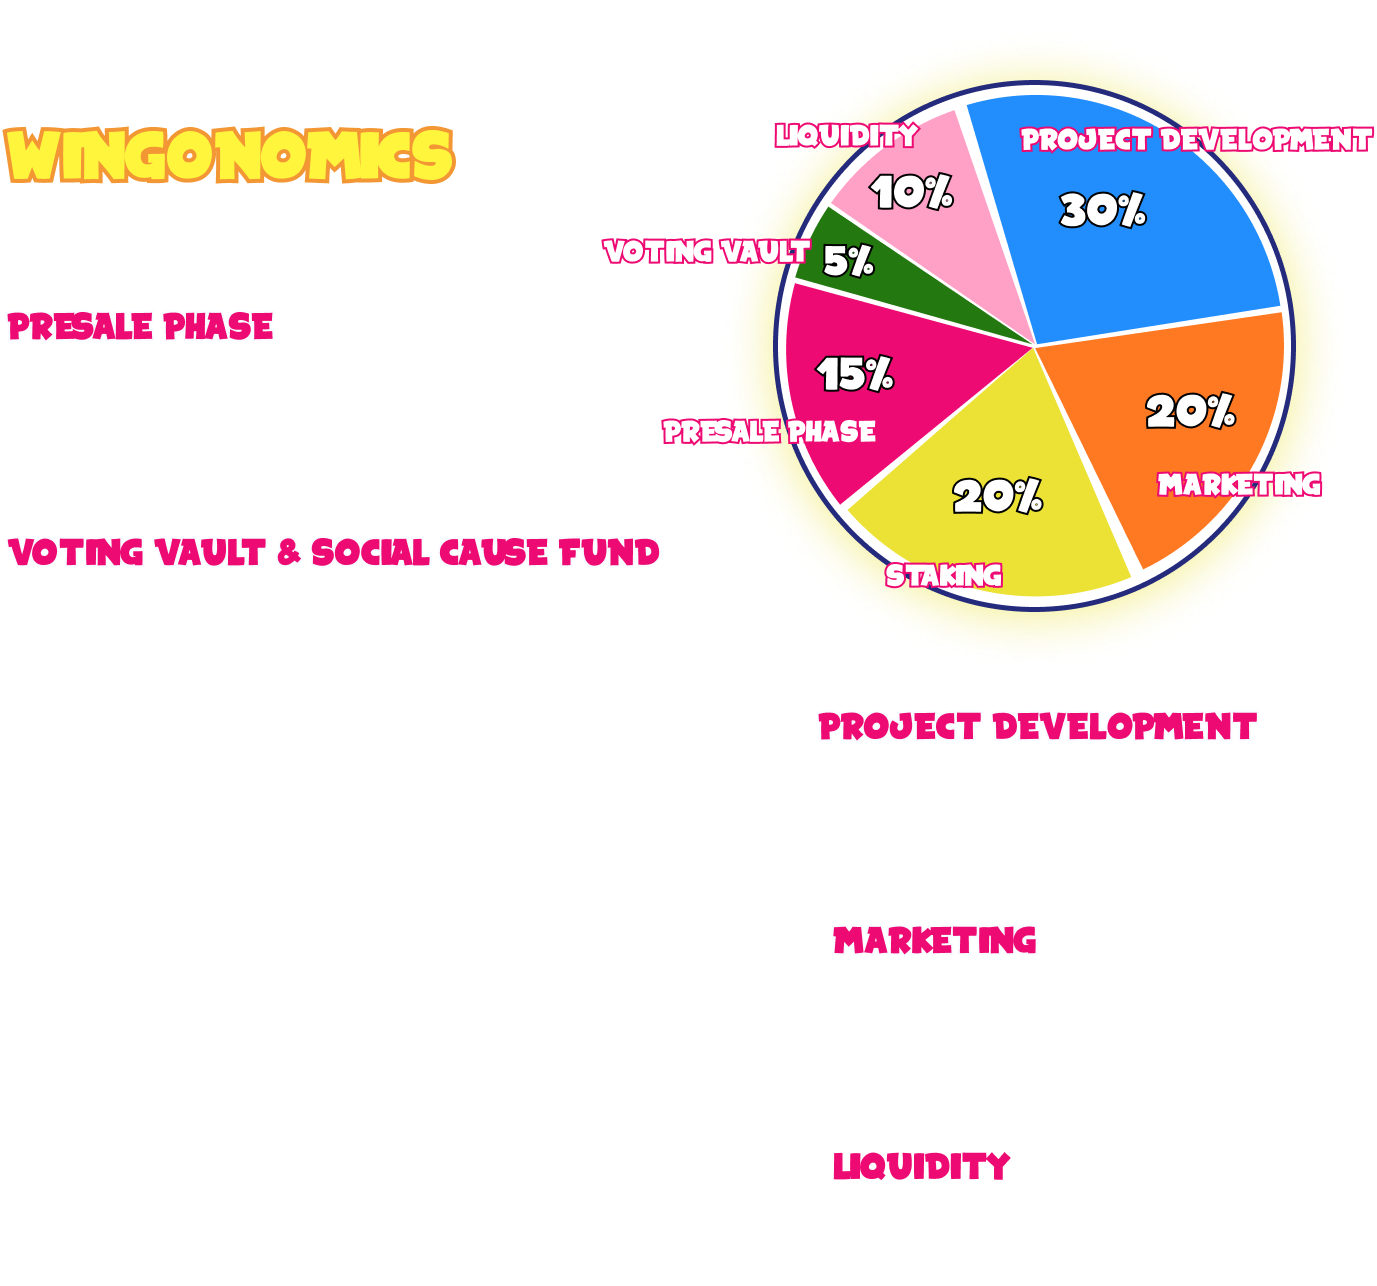 WINGONOMICS
LIQUIDITY
PROJECT DEVELOPMENT
10%
30%
VOTING VAULT
5%
PRESALE PHASE
15%
20%
PRESALE PHASE
MARKETING
20%
STAKING
VOTING VAULT & SOCIAL CAUSE FUND
PROJECT DEVELOPMENT
MARKETING
LIQUIDITY